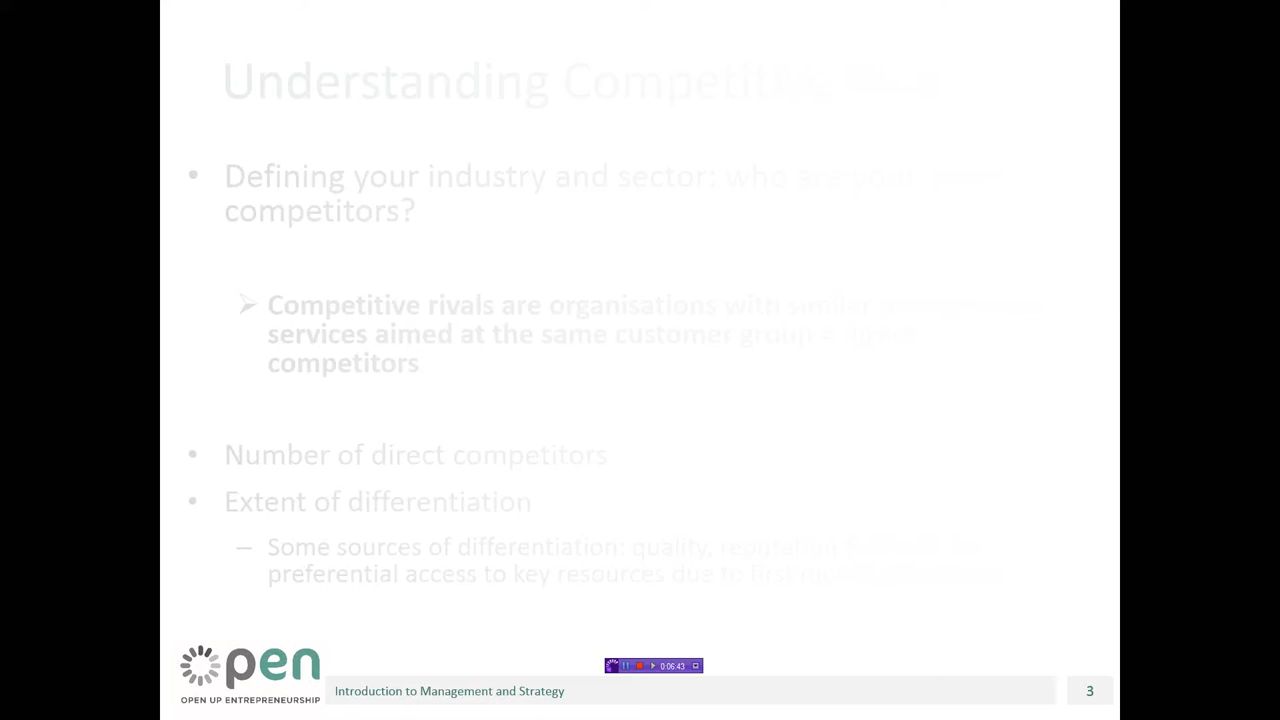 Understanding Competitive
• Defining your industry and sector: who are your
competitors?
➢ Competitive rivals are organisations with similar
services aimed at the same customer group
competitors
• Number of direct competitors
• Extent of differentiation
– Some sources of differentiation: quality, reputation
preferential access to key resources due to first
open
OPEN UP ENTREPRENEURSHIP
0:06:43
Introduction to Management and Strategy
3